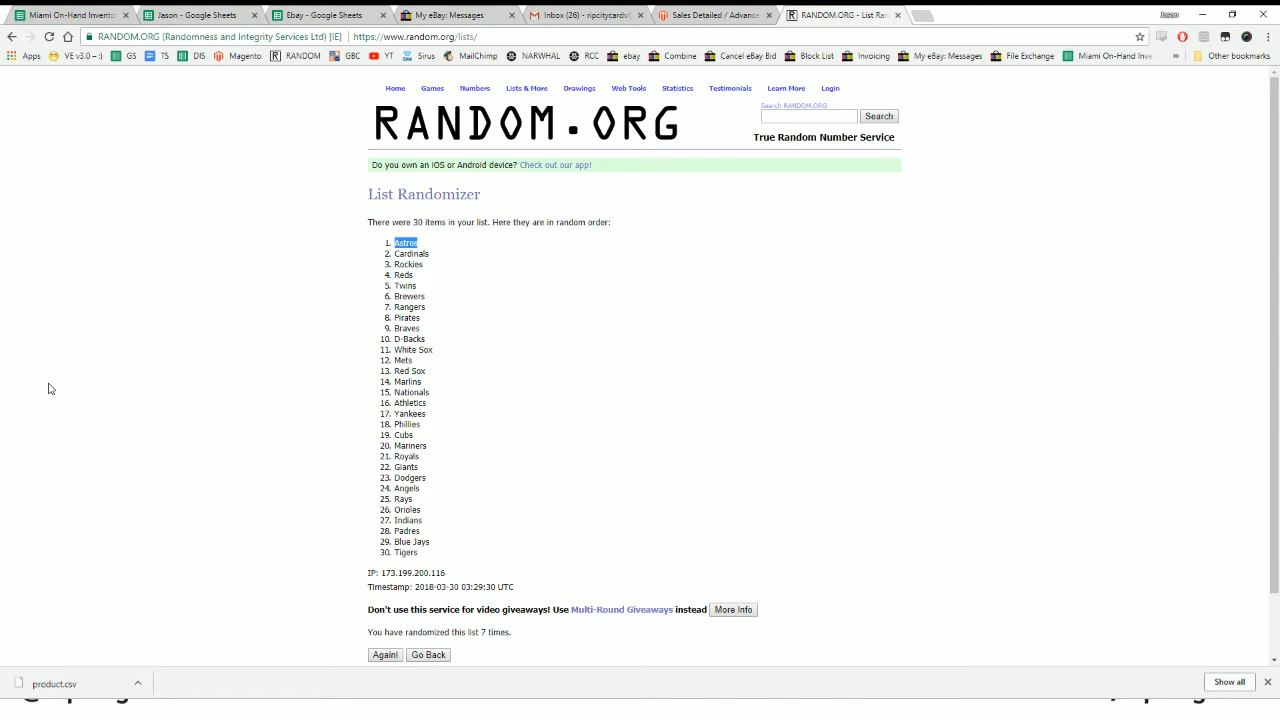 Miami On-Hand Invento Jason - Google Sheets Ebay - Google Sheets My eBay: Messages Inbox (26) - ripcitycards Sales Detailed / Advance RANDOM.ORG - List Ran Jason
RANDOM.ORG (Randomness and Integrity Services Ltd) [IE] https://www.random.org/lists/
Apps VE v3.0 – :) GS TS DIS Magento RANDOM GBC YT Sirus MailChimp NARWHAL RCC ebay Combine Cancel eBay Bid Block List Invoicing My eBay: Messages File Exchange Miami On-Hand Inve » Other bookmarks
Home Games Numbers Lists & More Drawings Web Tools Statistics Testimonials Learn More Login
Search RANDOM.ORG
RANDOM.ORG
Search
True Random Number Service
Do you own an iOS or Android device? Check out our app!
List Randomizer
There were 30 items in your list. Here they are in random order:
1. Astros
2. Cardinals
3. Rockies
4. Reds
5. Twins
6. Brewers
7. Rangers
8. Pirates
9. Braves
10. D-Backs
11. White Sox
12. Mets
13. Red Sox
14. Marlins
15. Nationals
16. Athletics
17. Yankees
18. Phillies
19. Cubs
20. Mariners
21. Royals
22. Giants
23. Dodgers
24. Angels
25. Rays
26. Orioles
27. Indians
28. Padres
29. Blue Jays
30. Tigers
IP: 173.199.200.116
Timestamp: 2018-03-30 03:29:30 UTC
Don't use this service for video giveaways! Use Multi-Round Giveaways instead More Info
You have randomized this list 7 times.
Again! Go Back
product.csv Show all